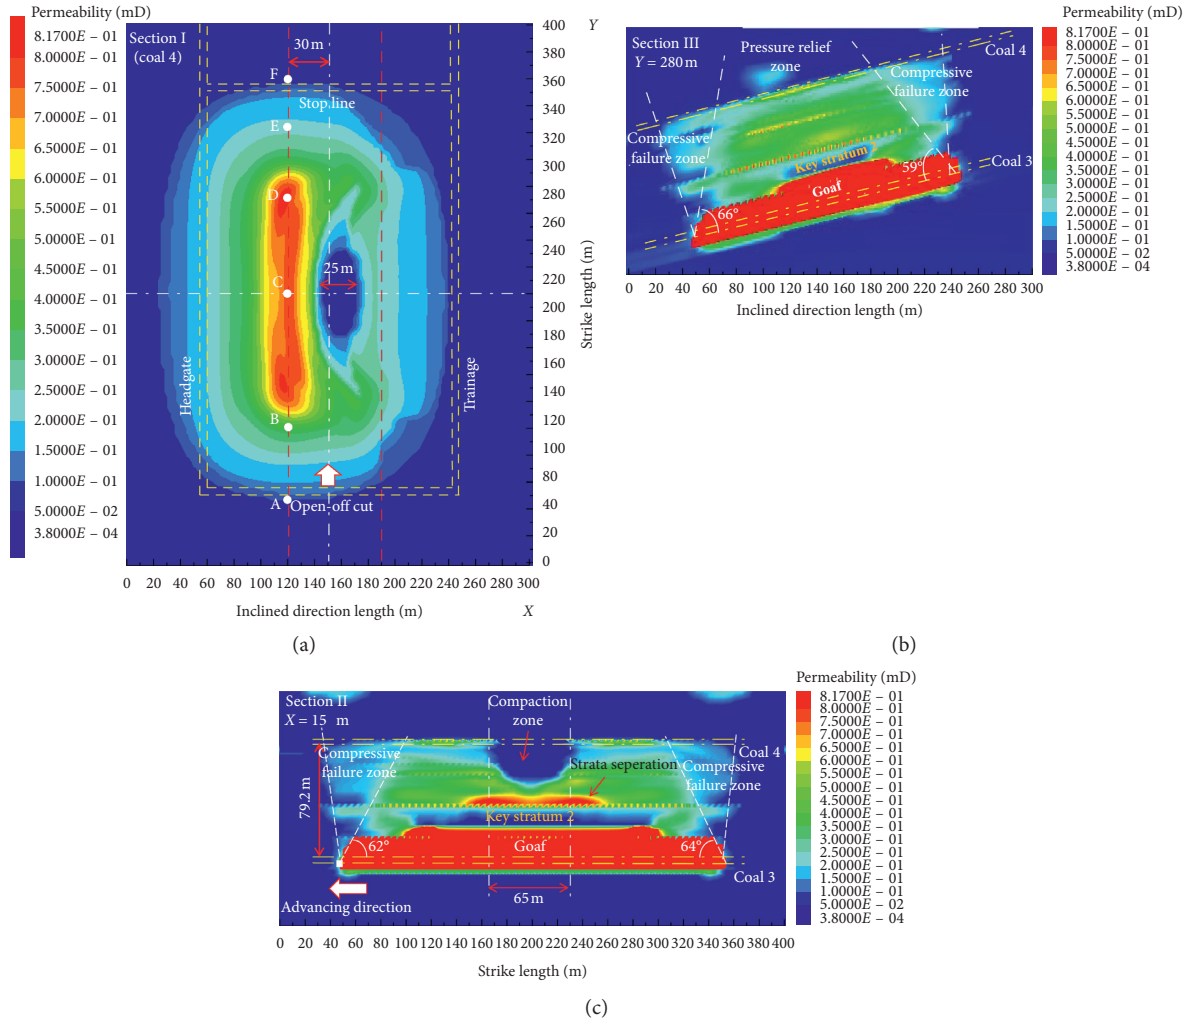 Permeability (mD)
8.1700E – 01
8.0000E – 01
7.5000E – 01
7.0000E – 01
6.5000E – 01
6.0000E – 01
5.5000E – 01
5.0000E – 01
4.5000E – 01
4.0000E – 01
3.5000E – 01
3.0000E – 01
2.5000E – 01
2.0000E – 01
1.5000E – 01
1.0000E – 01
5.0000E – 02
3.8000E – 04
Section I
(coal 4)
30 m
F
Stop line
E
D
25 m
C
B
A
Open-off cut
Headgate
Trainage
Y
400
360
320
300
280
260
240
220
200
180
160
140
120
100
80
60
40
20
0
Strike length (m)
0 20 40 60 80 100 120 140 160 180 200 220 240 260 280 300
Inclined direction length (m)
X
(a)
Permeability (mD)
8.1700E – 01
8.0000E – 01
7.5000E – 01
7.0000E – 01
6.5000E – 01
6.0000E – 01
5.5000E – 01
5.0000E – 01
4.5000E – 01
4.0000E – 01
3.5000E – 01
3.0000E – 01
2.5000E – 01
2.0000E – 01
1.5000E – 01
1.0000E – 01
5.0000E – 02
3.8000E – 04
Section III
Y = 280 m
Pressure relief
zone
Coal 4
Compressive
failure zone
Compressive
failure zone
Key stratum 2
Coal 3
59°
Goaf
66°
0 20 40 60 80 100 120 140 160 180 200 220 240 260 280 300
Inclined direction length (m)
(b)
Permeability (mD)
8.1700E – 01
8.0000E – 01
7.5000E – 01
7.0000E – 01
6.5000E – 01
6.0000E – 01
5.5000E – 01
5.0000E – 01
4.5000E – 01
4.0000E – 01
3.5000E – 01
3.0000E – 01
2.5000E – 01
2.0000E – 01
1.5000E – 01
1.0000E – 01
5.0000E – 02
3.8000E – 04
Section II
X = 15 m
Compaction
zone
Compressive
failure zone
Coal 4
Strata seperation
Compressive
failure zone
79.2 m
Key stratum 2
62°
Goaf
64°
Coal 3
65 m
Advancing direction
0 20 40 60 80 100 120 140 160 180 200 220 240 260 280 300 320 340 360 380 400
Strike length (m)
(c)